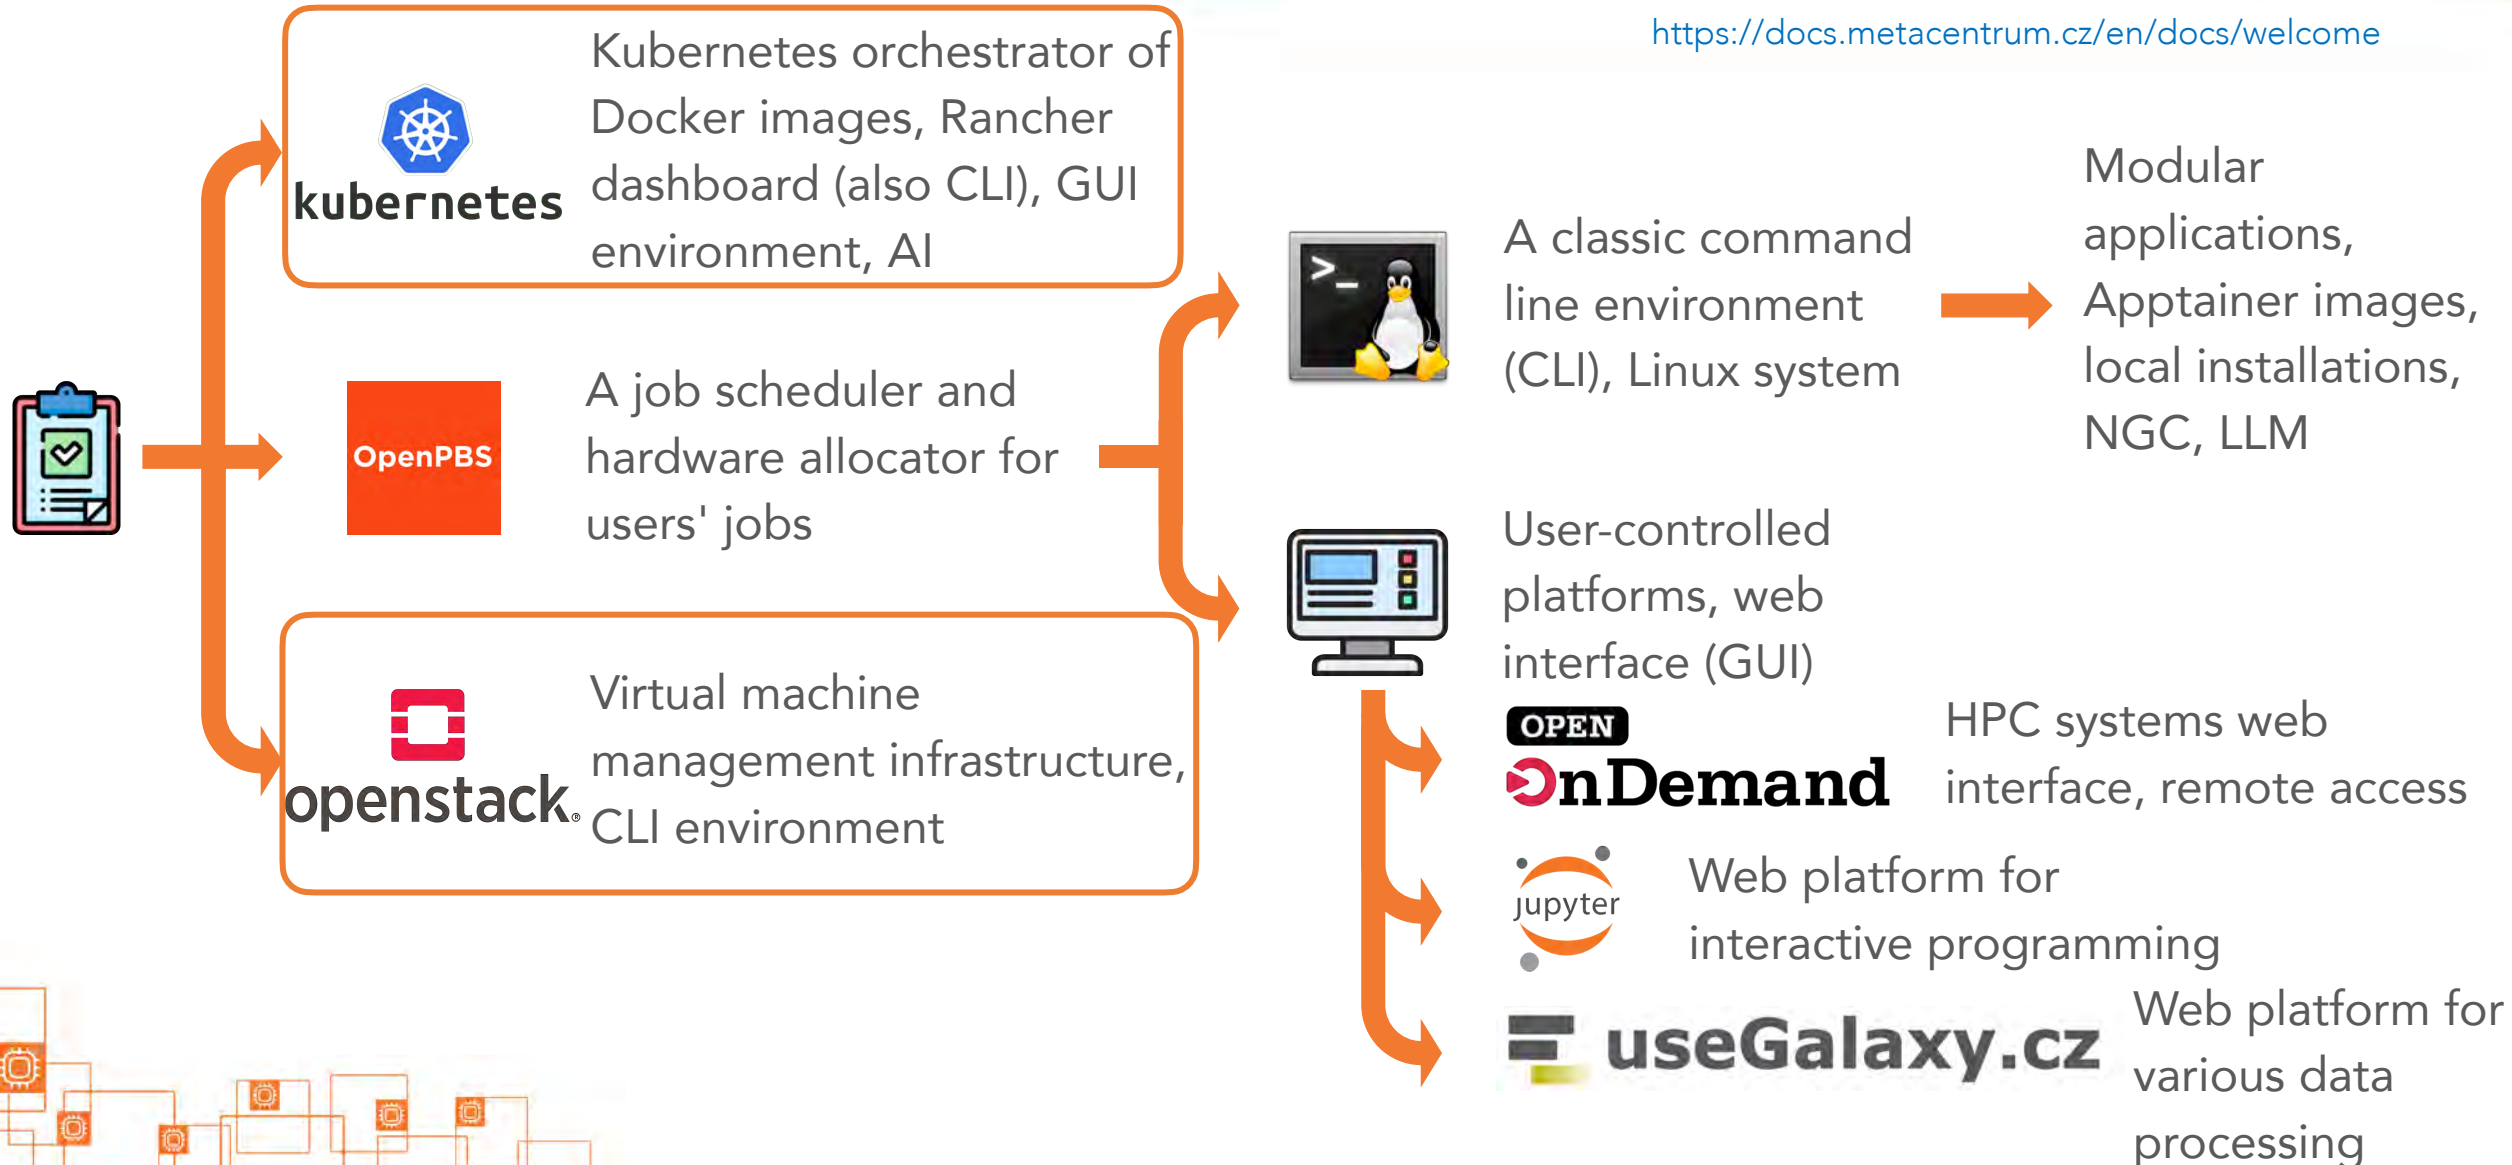 https://docs.metacentrum.cz/en/docs/welcome
kubernetes
Kubernetes orchestrator of
Docker images, Rancher
dashboard (also CLI), GUI
environment, AI
OpenPBS
A job scheduler and
hardware allocator for
users' jobs
openstack®
Virtual machine
management infrastructure,
CLI environment
>_
A classic command
line environment
(CLI), Linux system
Modular
applications,
Apptainer images,
local installations,
NGC, LLM
User-controlled
platforms, web
interface (GUI)
OPEN
OnDemand
HPC systems web
interface, remote access
jupyter
Web platform for
interactive programming
useGalaxy.cz
Web platform for
various data
processing